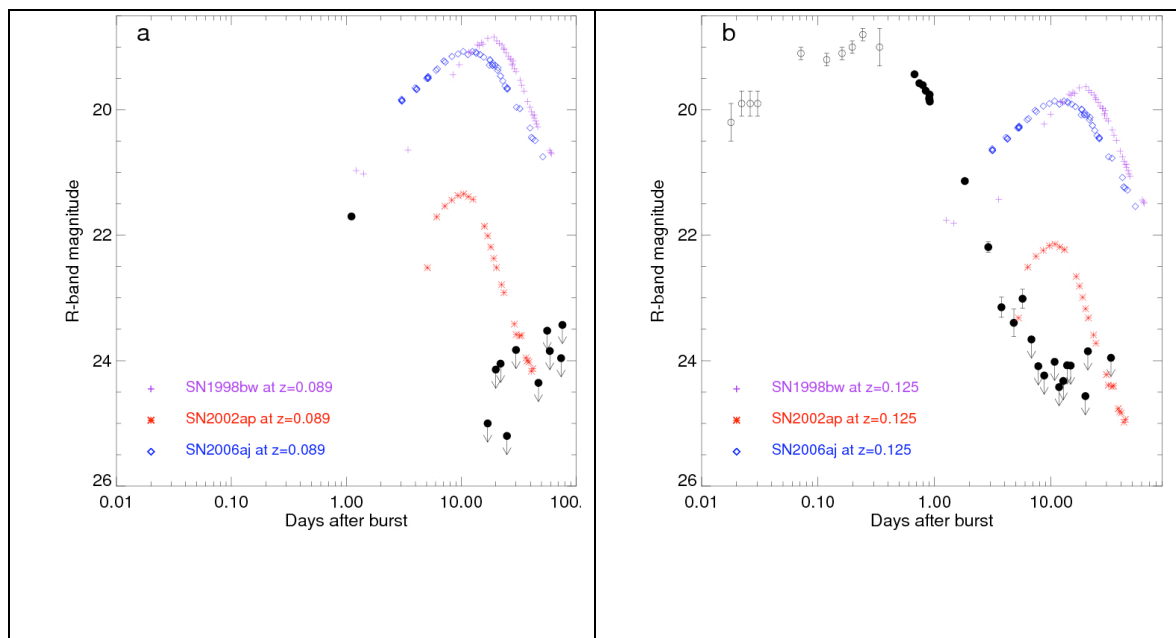 a
20
22
24
26
R-band magnitude
SN1998bw at z=0.089
SN2002ap at z=0.089
SN2006aj at z=0.089
0.01 0.10 1.00 10.00 100.
Days after burst
b
20
22
24
26
R-band magnitude
SN1998bw at z=0.125
SN2002ap at z=0.125
SN2006aj at z=0.125
0.01 0.10 1.00 10.00
Days after burst